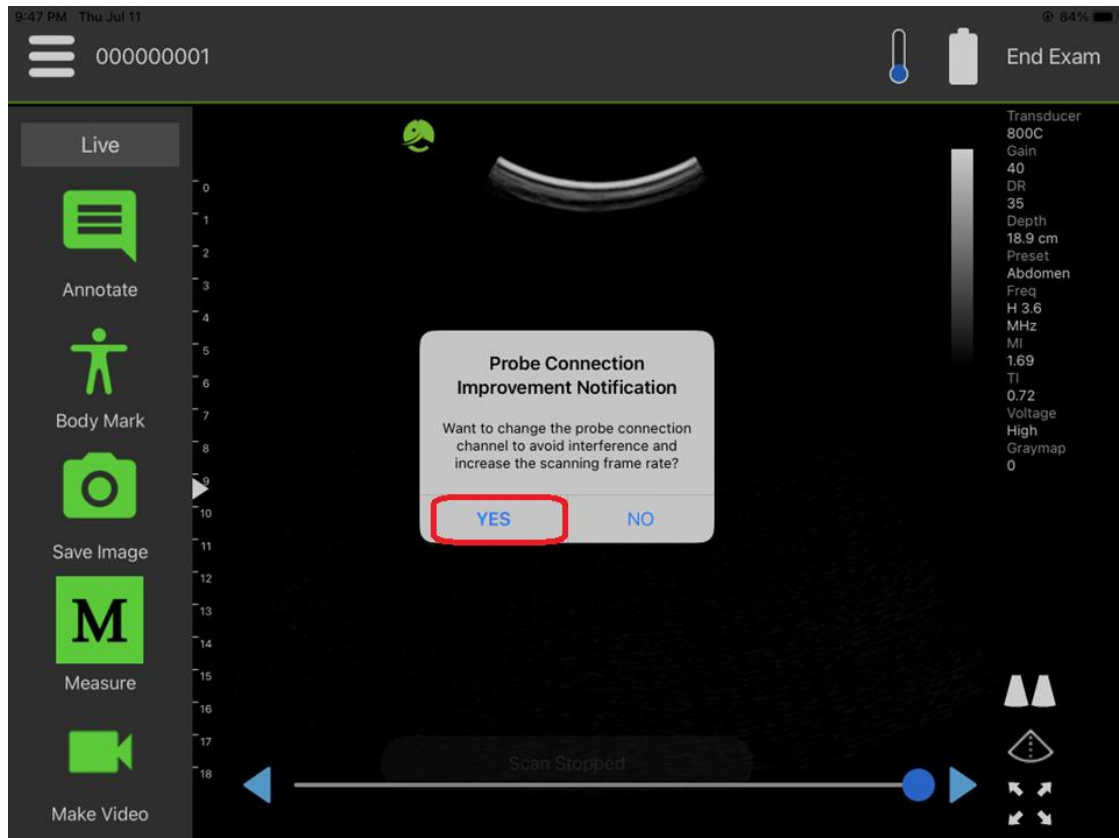 9:47 PM Thu Jul 11
84%
000000001
End Exam
Live
Annotate
Body Mark
Save Image
M
Measure
Make Video
0
1
2
3
4
5
6
7
8
9
10
11
12
13
14
15
16
17
18
Probe Connection
Improvement Notification
Want to change the probe connection
channel to avoid interference and
increase the scanning frame rate?
YES NO
Scan Stopped
Transducer
800C
Gain
40
DR
35
Depth
18.9 cm
Preset
Abdomen
Freq
H 3.6
MHz
MI
1.69
TI
0.72
Voltage
High
Graymap
0